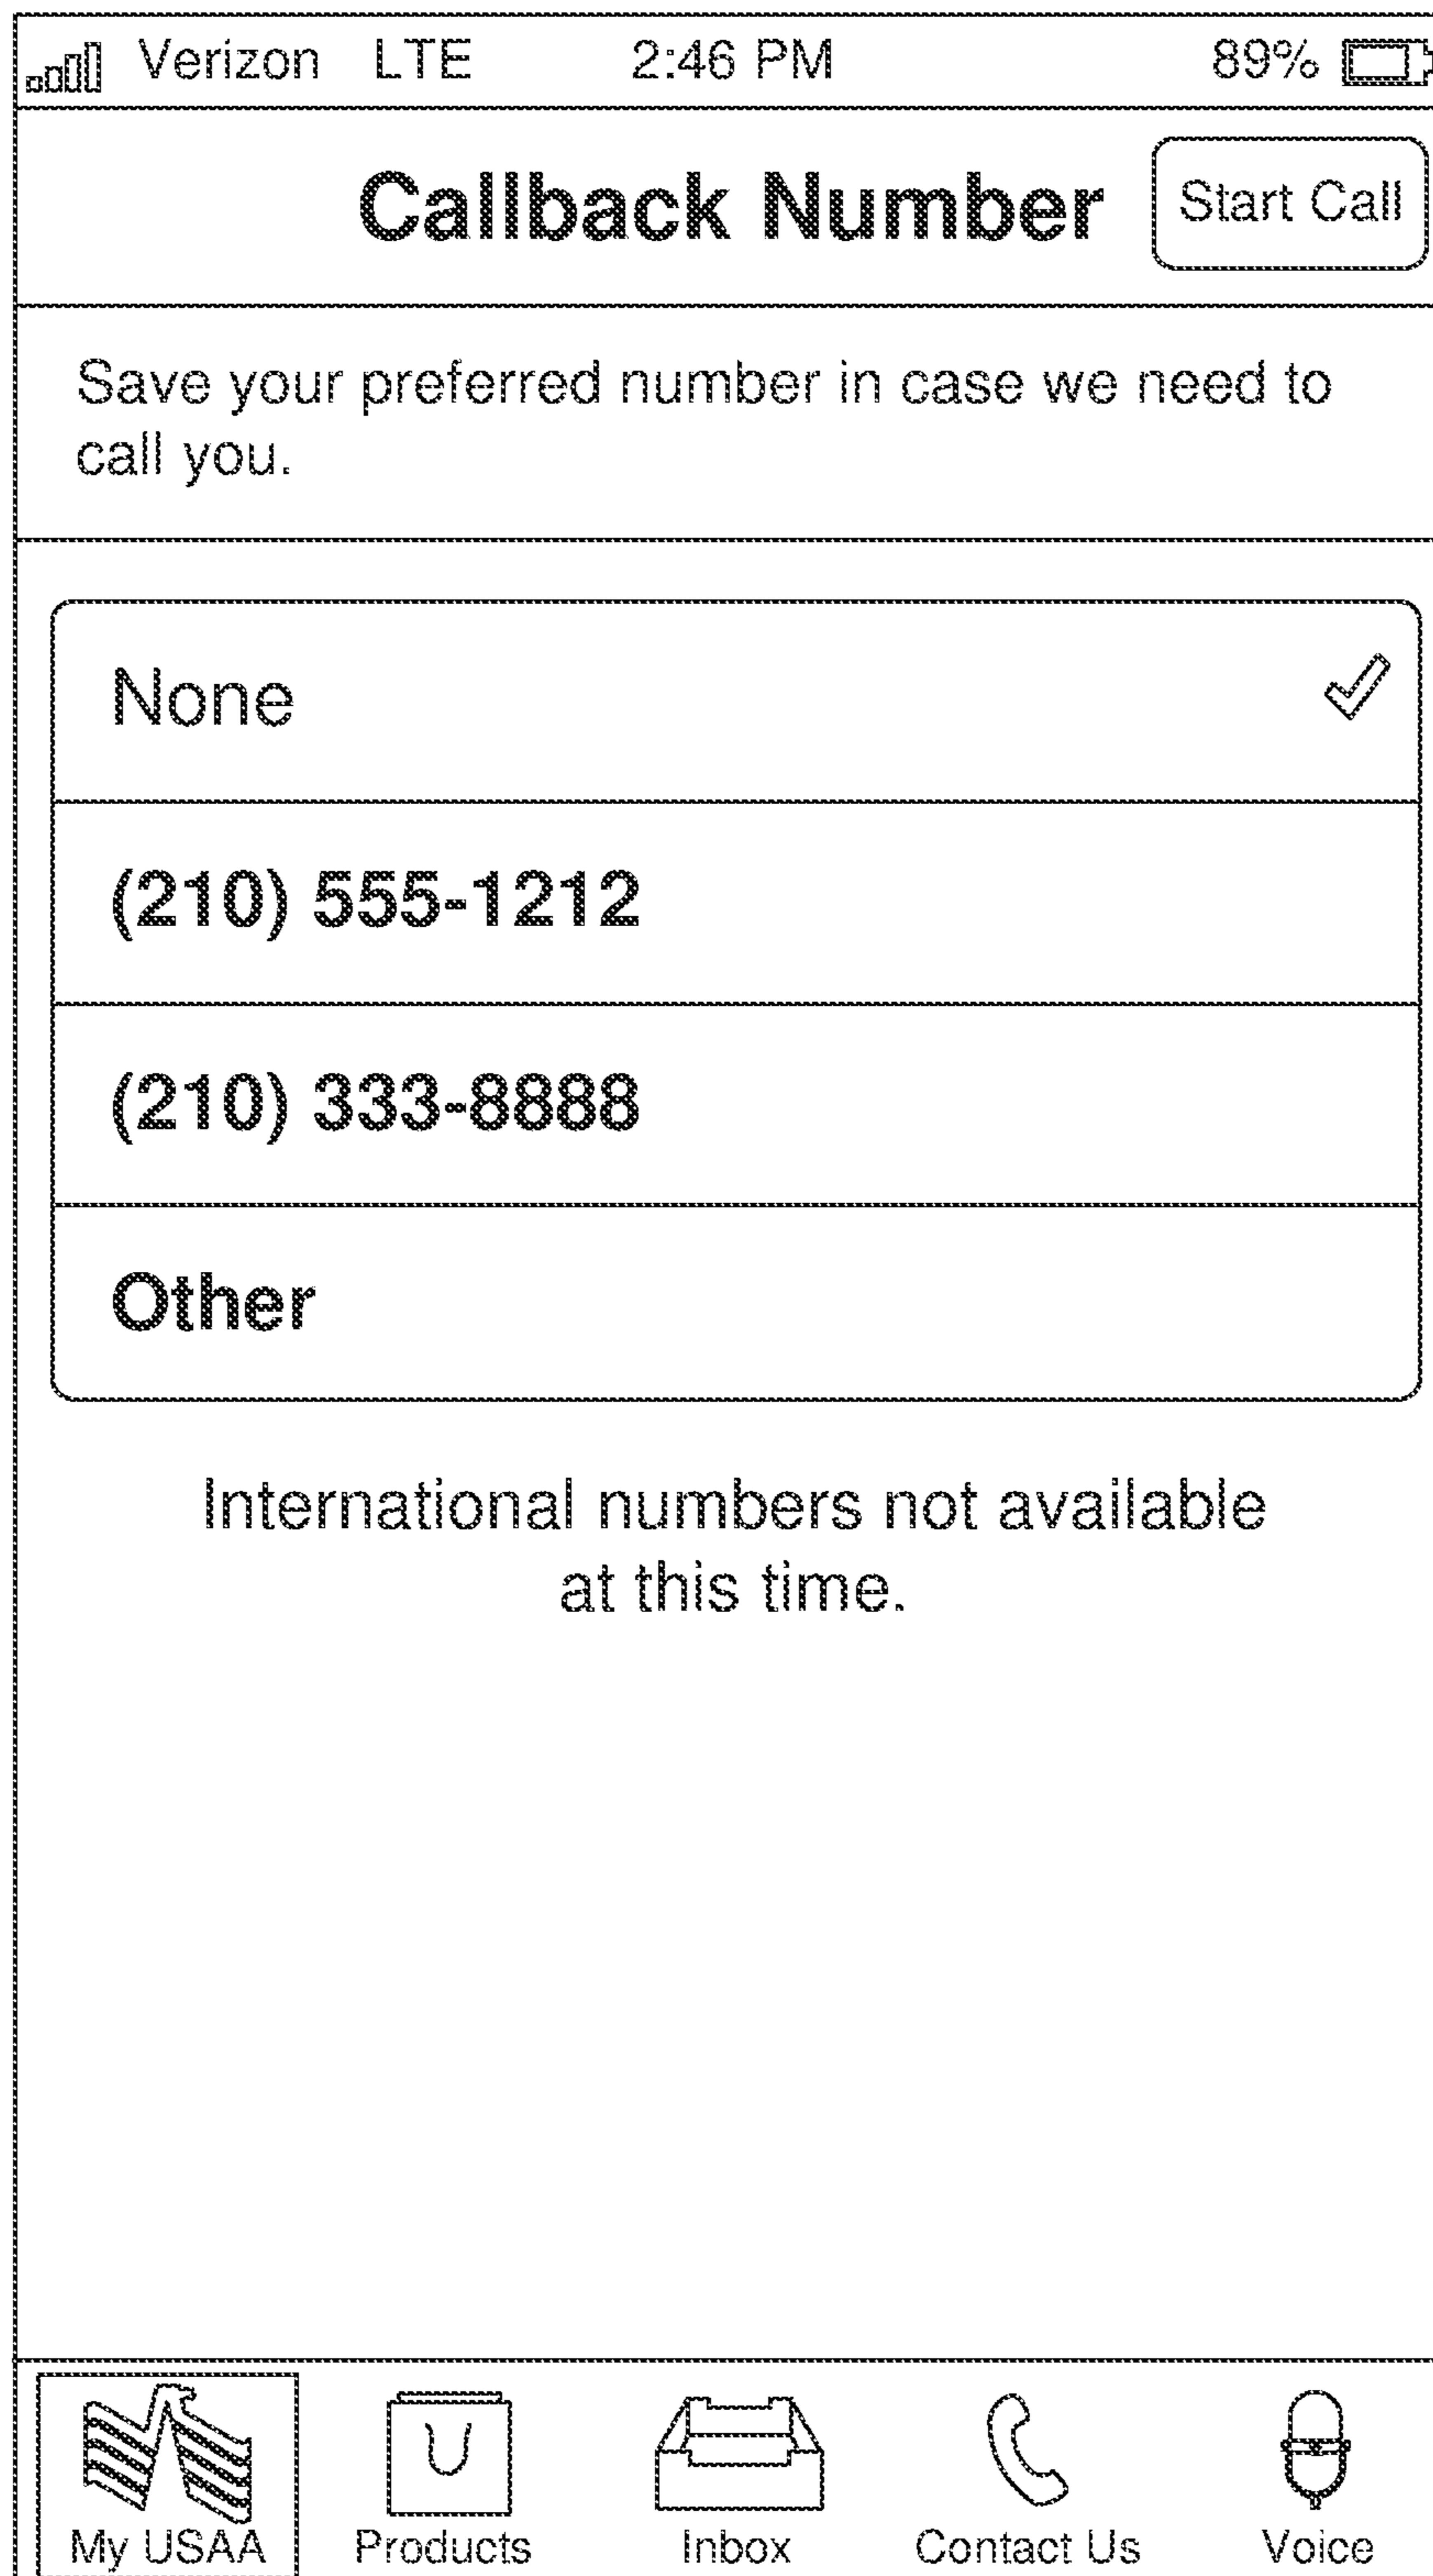 Verizon LTE 2:46 PM 89%
Callback Number Start Call
Save your preferred number in case we need to
call you.
None
(210) 555-1212
(210) 333-8888
Other
International numbers not available
at this time.
My USAA Products Inbox Contact Us Voice